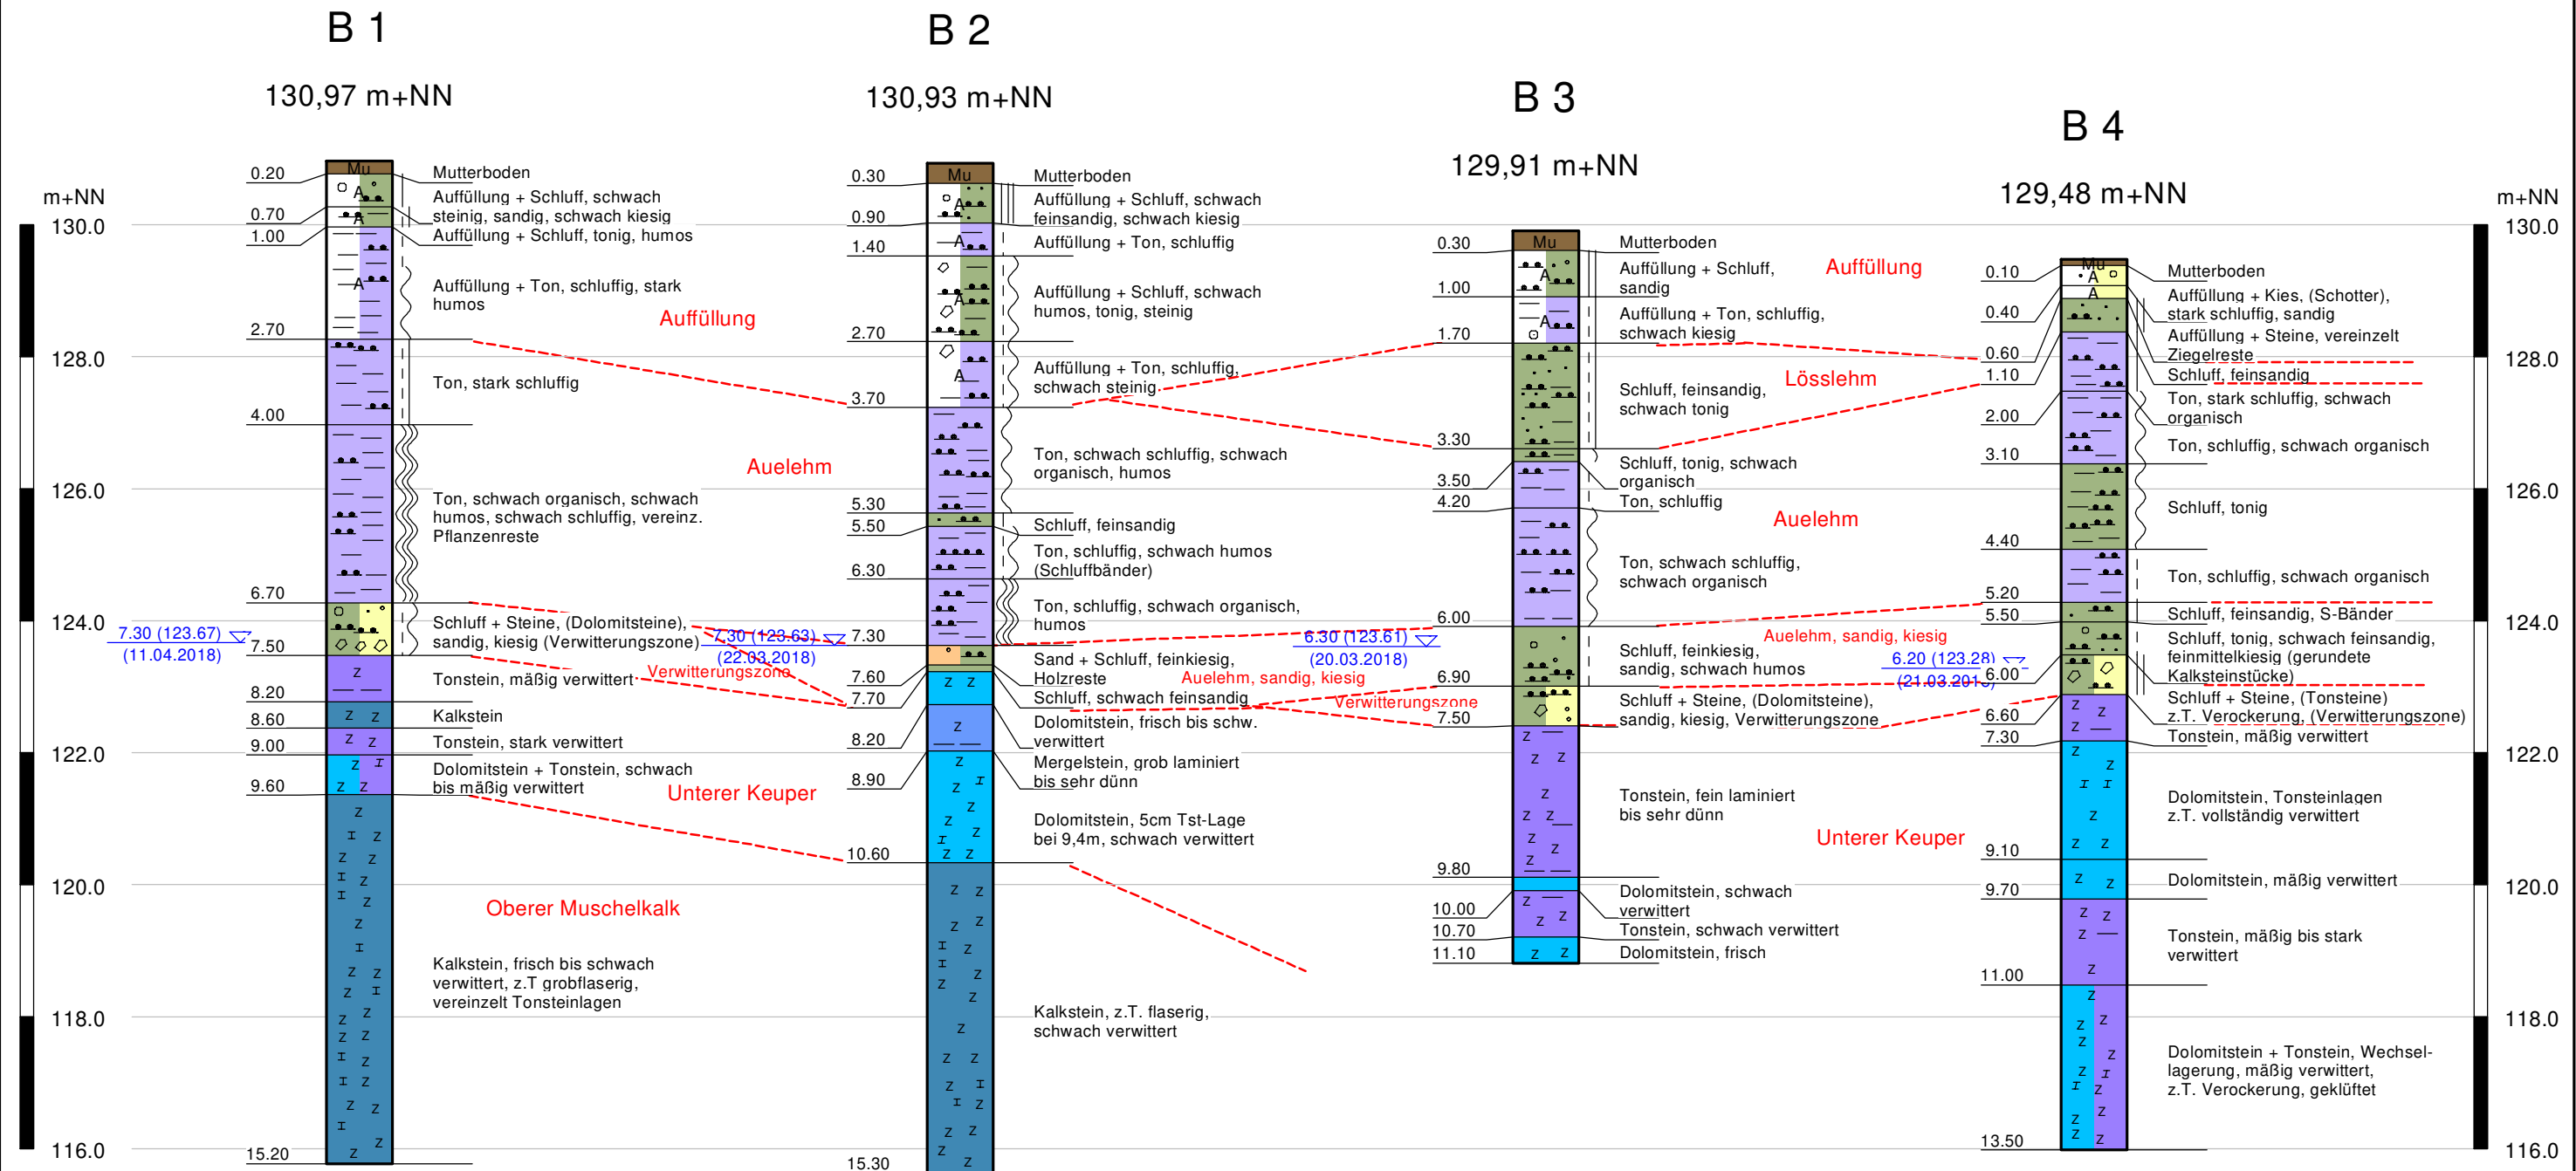 B 1
130,97 m+NN
m+NN
130.0
128.0
126.0
124.0
122.0
120.0
118.0
116.0
0.20
0.70
1.00
2.70
4.00
6.70
7.30 (123.67)
(11.04.2018)
7.50
8.20
8.60
9.00
9.60
15.20
Mu
A
A
A
Mutterboden
Auffüllung + Schluff, schwach
steinig, sandig, schwach kiesig
Auffüllung + Schluff, tonig, humos
Auffüllung + Ton, schluffig, stark
humos
Ton, stark schluffig
Ton, schwach organisch, schwach
humos, schwach schluffig, vereinz.
Pflanzenreste
Schluff + Steine, (Dolomitsteine),
sandig, kiesig (Verwitterungszone)
Tonstein, mäßig verwittert
Kalkstein
Tonstein, stark verwittert
Dolomitstein + Tonstein, schwach
bis mäßig verwittert
Kalkstein, frisch bis schwach
verwittert, z.T grobflaserig,
vereinzelt Tonsteinlagen
Auffüllung
Auelehm
Verwitterungszone
Unterer Keuper
Oberer Muschelkalk
B 2
130,93 m+NN
0.30
0.90
1.40
2.70
3.70
5.30
5.50
6.30
7.30 (123.63)
(22.03.2018)
7.30
7.60
7.70
8.20
8.90
10.60
15.30
Mu
A
A
A
A
Mutterboden
Auffüllung + Schluff, schwach
feinsandig, schwach kiesig
Auffüllung + Ton, schluffig
Auffüllung + Schluff, schwach
humos, tonig, steinig
Auffüllung + Ton, schluffig,
schwach steinig
Ton, schwach schluffig, schwach
organisch, humos
Schluff, feinsandig
Ton, schluffig, schwach humos
(Schluffbänder)
Ton, schluffig, schwach organisch,
humos
Sand + Schluff, feinkiesig,
Holzreste
Schluff, schwach feinsandig
Dolomitstein, frisch bis schw.
verwittert
Mergelstein, grob laminiert
bis sehr dünn
Dolomitstein, 5cm Tst-Lage
bei 9,4m, schwach verwittert
Kalkstein, z.T. flaserig,
schwach verwittert
Auelehm, sandig, kiesig
Verwitterungszone
B 3
129,91 m+NN
0.30
1.00
1.70
3.30
3.50
4.20
6.00
6.30 (123.61)
(20.03.2018)
6.90
7.50
9.80
10.00
10.70
11.10
Mu
A
A
Mutterboden
Auffüllung + Schluff,
sandig
Auffüllung + Ton, schluffig,
schwach kiesig
Schluff, feinsandig,
schwach tonig
Schluff, tonig, schwach
organisch
Ton, schluffig
Ton, schwach schluffig,
schwach organisch
Schluff, feinkiesig,
sandig, schwach humos
Schluff + Steine, (Dolomitsteine),
sandig, kiesig, Verwitterungszone
Tonstein, fein laminiert
bis sehr dünn
Dolomitstein, schwach
verwittert
Tonstein, schwach verwittert
Dolomitstein, frisch
Auffüllung
Lösslehm
Auelehm
Auelehm, sandig, kiesig
Unterer Keuper
B 4
129,48 m+NN
0.10
0.40
0.60
1.10
2.00
3.10
4.40
5.20
5.50
6.20 (123.28)
(21.03.2018)
6.00
6.60
7.30
9.10
9.70
11.00
13.50
Mu
A
A
Mutterboden
Auffüllung + Kies, (Schotter),
stark schluffig, sandig
Auffüllung + Steine, vereinzelt
Ziegelreste
Schluff, feinsandig
Ton, stark schluffig, schwach
organisch
Ton, schluffig, schwach organisch
Schluff, tonig
Ton, schluffig, schwach organisch
Schluff, feinsandig, S-Bänder
Schluff, tonig, schwach feinsandig,
feinmittelkiesig (gerundete
Kalksteinstücke)
Schluff + Steine, (Tonsteine)
z.T. Verockerung, (Verwitterungszone)
Tonstein, mäßig verwittert
Dolomitstein, Tonsteinlagen
z.T. vollständig verwittert
Dolomitstein, mäßig verwittert
Tonstein, mäßig bis stark
verwittert
Dolomitstein + Tonstein, Wechsel-
lagerung, mäßig verwittert,
z.T. Verockerung, geklüftet
m+NN
130.0
128.0
126.0
124.0
122.0
120.0
118.0
116.0